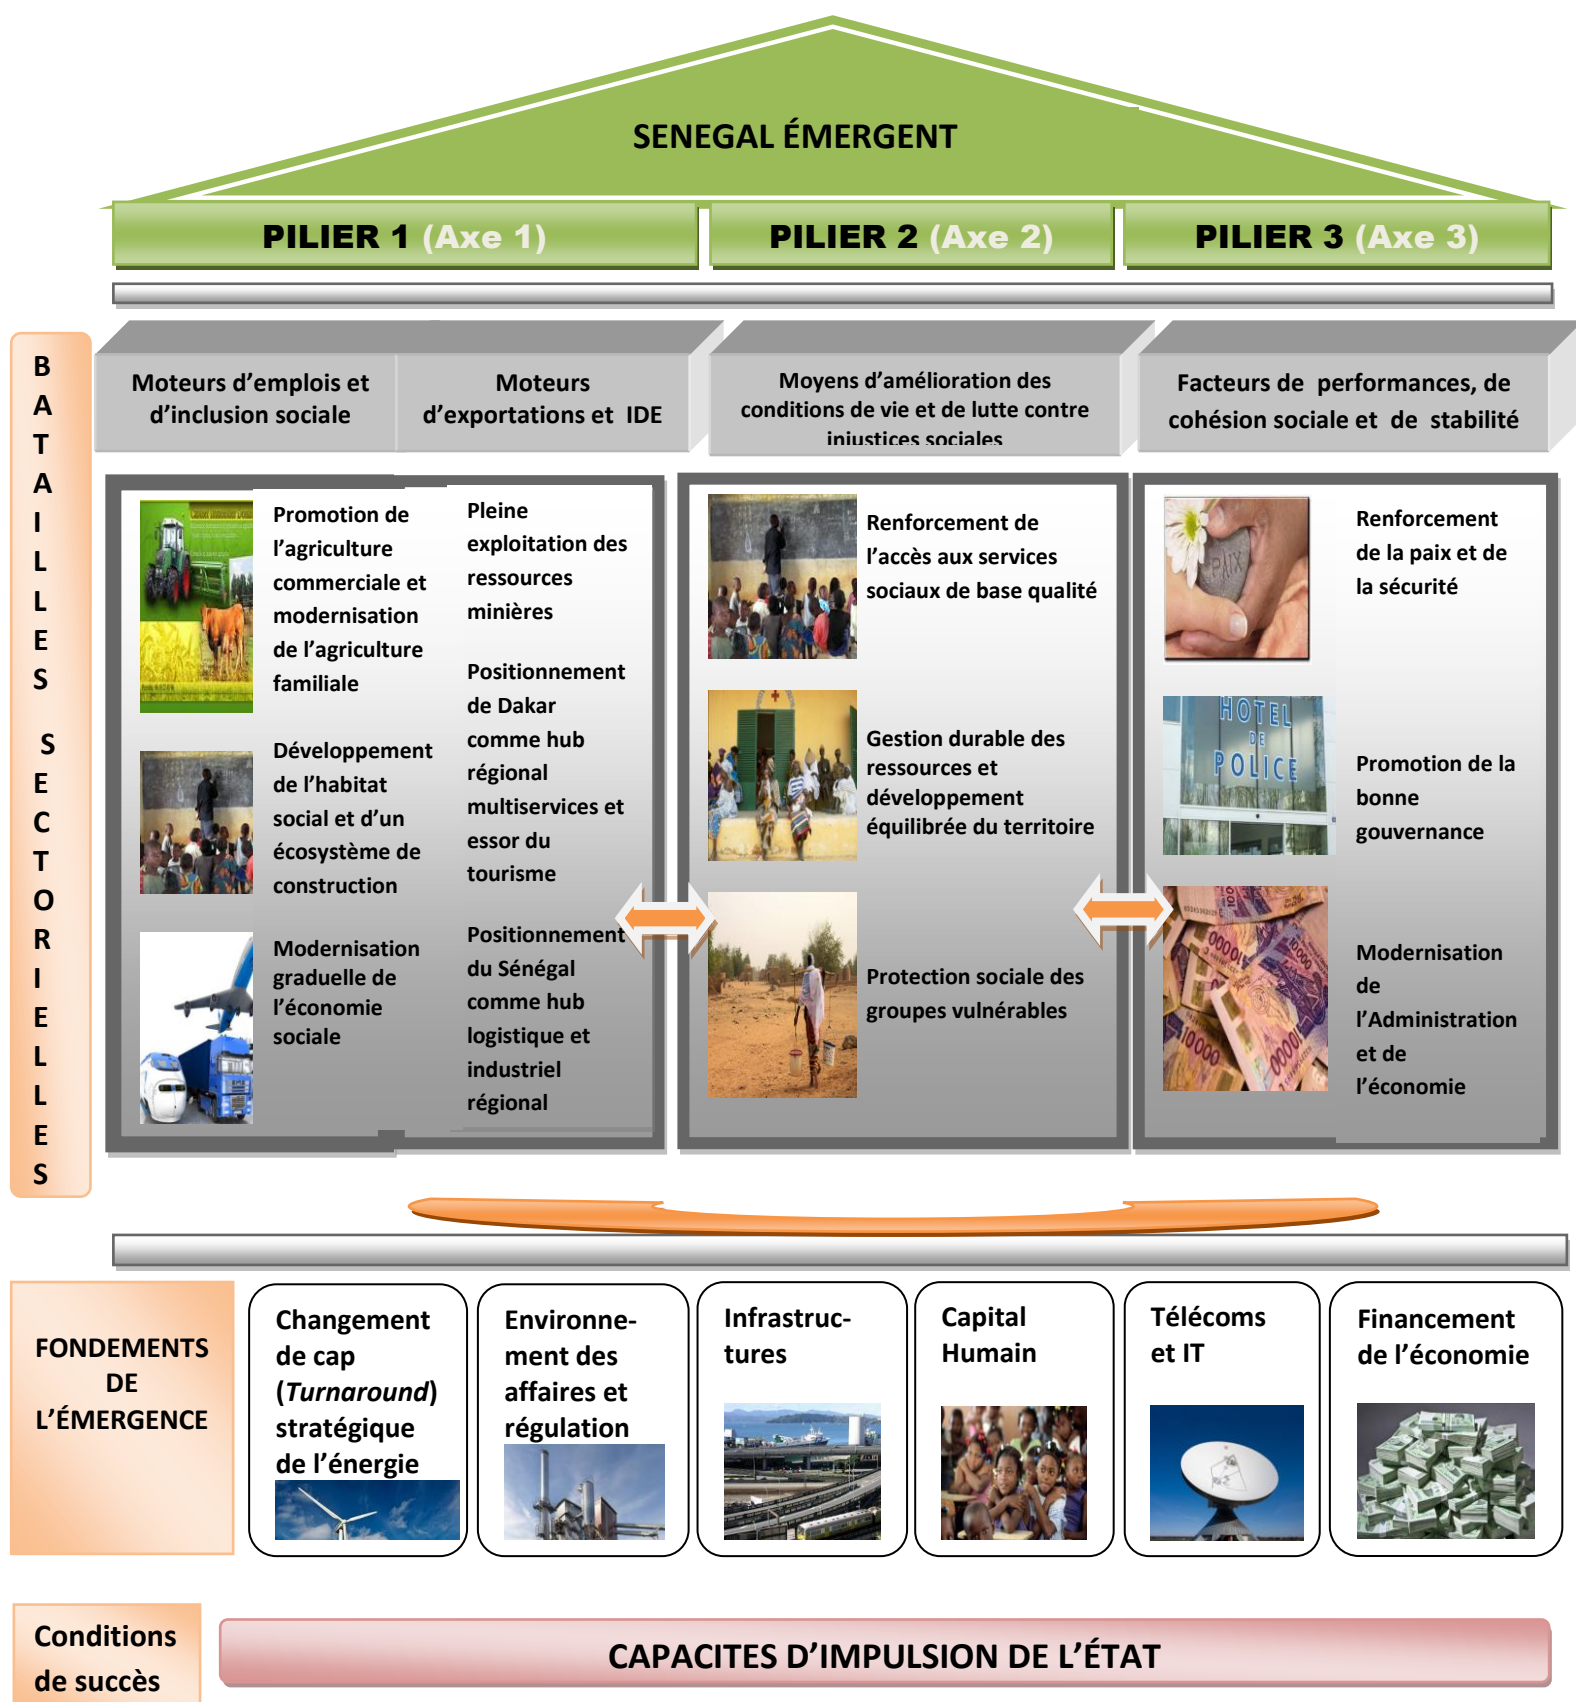 SENEGAL ÉMERGENT
PILIER 1 (Axe 1)
PILIER 2 (Axe 2)
PILIER 3 (Axe 3)
BATAILLES SECTORIELLES
Moteurs d’emplois et
d’inclusion sociale
Moteurs
d’exportations et IDE
Moyens d’amélioration des
conditions de vie et de lutte contre
injustices sociales
Facteurs de performances, de
cohésion sociale et de stabilité
Promotion de
l’agriculture
commerciale et
modernisation
de l’agriculture
familiale
Développement
de l’habitat
social et d’un
écosystème de
construction
Modernisation
graduelle de
l’économie
sociale
Pleine
exploitation des
ressources
minières
Positionnement
de Dakar
comme hub
régional
multiservices et
essor du
tourisme
Positionnement
du Sénégal
comme hub
logistique et
industriel
régional
Renforcement de
l’accès aux services
sociaux de base qualité
Gestion durable des
ressources et
développement
équilibrée du territoire
Protection sociale des
groupes vulnérables
PAIX
Renforcement
de la paix et de
la sécurité
HOTEL
DE
POLICE
Promotion de la
bonne
gouvernance
10000
10000
Modernisation
de
l’Administration
et de
l’économie
FONDEMENTS
DE
L’ÉMERGENCE
Changement
de cap
(Turnaround)
stratégique
de l’énergie
Environne-
ment des
affaires et
régulation
Infrastruc-
tures
Capital
Humain
Télécoms
et IT
Financement
de l’économie
Conditions
de succès
CAPACITES D’IMPULSION DE L’ÉTAT